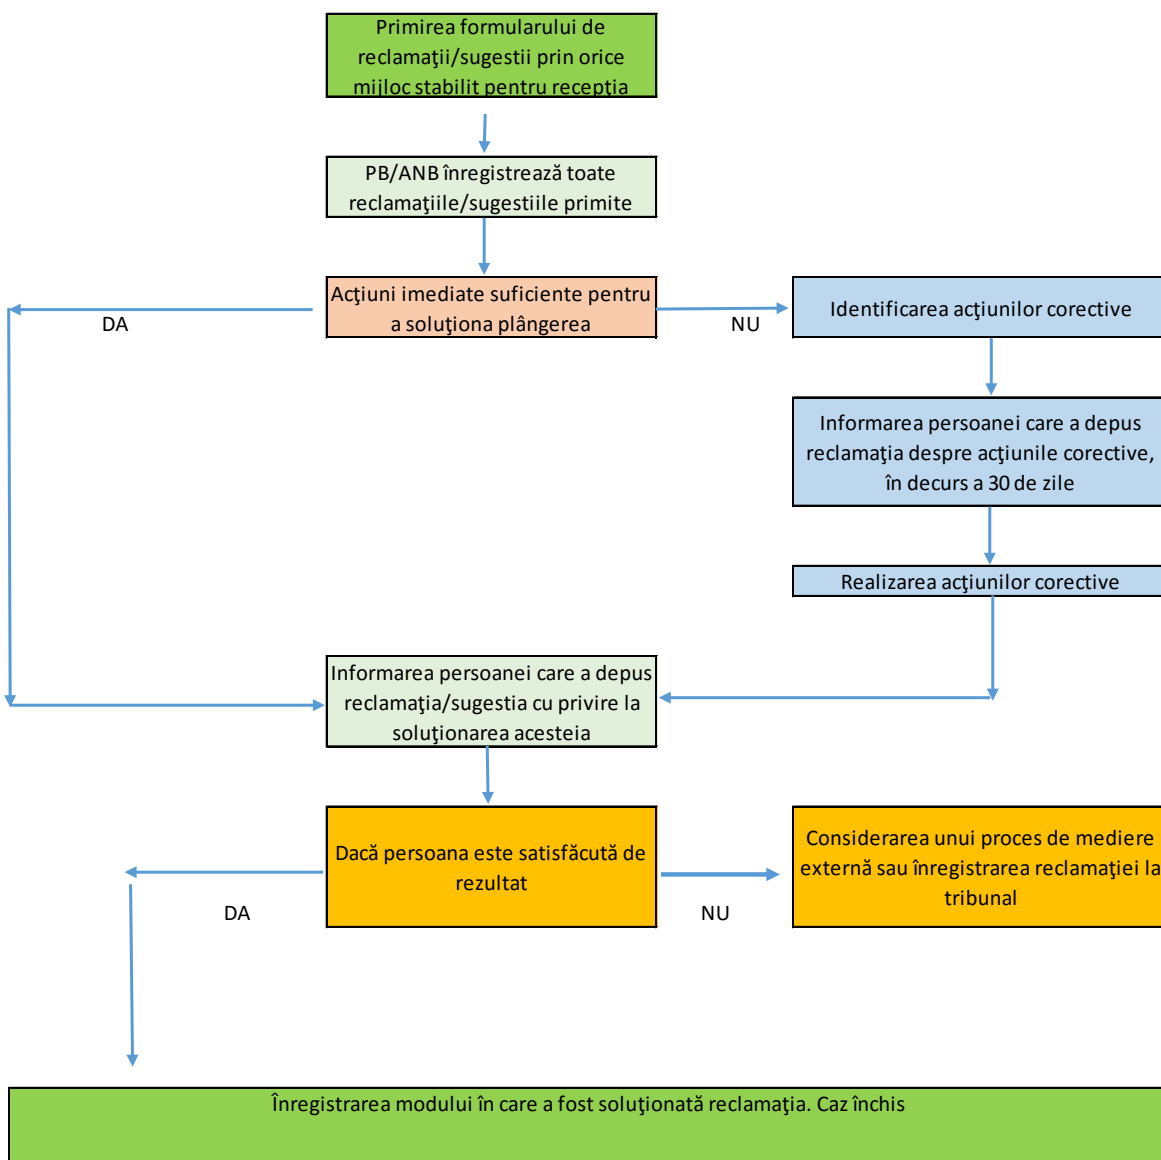 Primirea formularului de
reclamaţii/sugestii prin orice
mijloc stabilit pentru recepţia
PB/ANB înregistrează toate
reclamaţiile/sugestiile primite
Acţiuni imediate suficiente pentru
a soluţiona plângerea
DA
NU
Identificarea acţiunilor corective
Informarea persoanei care a depus
reclamaţia despre acţiunile corective,
în decurs a 30 de zile
Realizarea acţiunilor corective
Informarea persoanei care a depus
reclamaţia/sugestia cu privire la
soluţionarea acesteia
Dacă persoana este satisfăcută de
rezultat
DA
NU
Considerarea unui proces de mediere
externă sau înregistrarea reclamaţiei la
tribunal
Înregistrarea modului în care a fost soluţionată reclamaţia. Caz închis